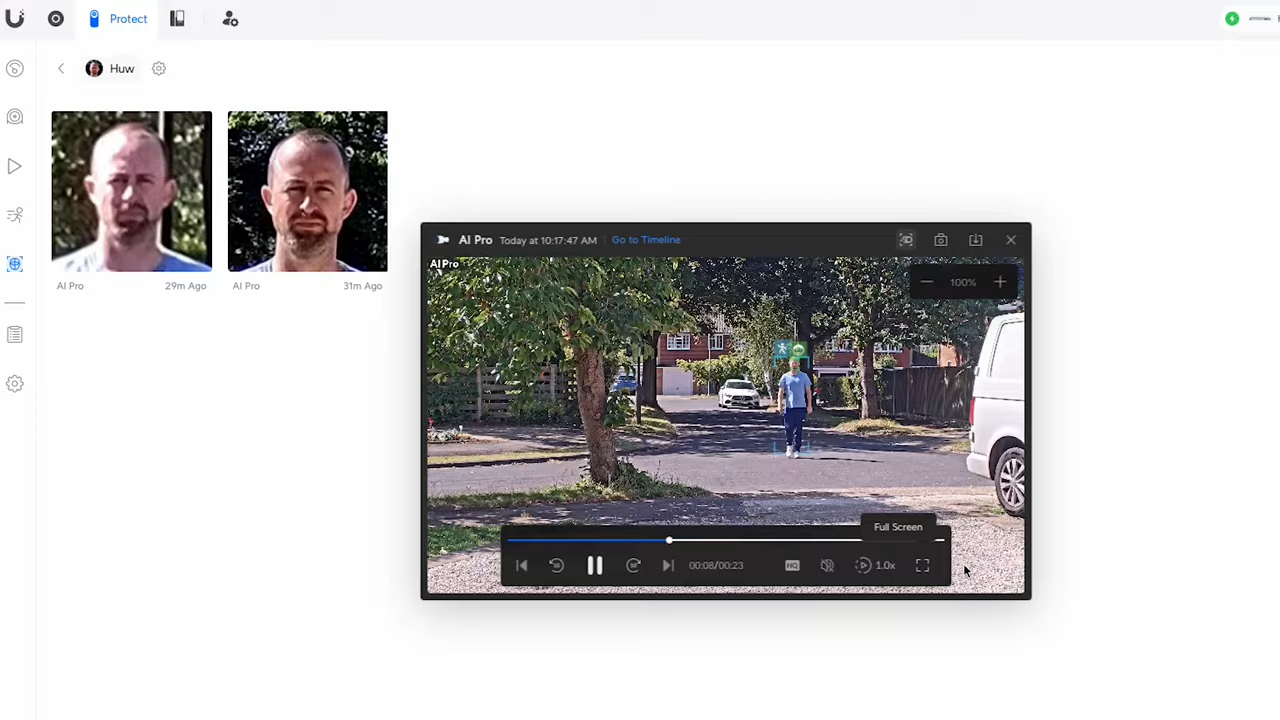 Protect
Huw
AI Pro
29m Ago
AI Pro
31m Ago
AI Pro Today at 10:17:47 AM Go to Timeline
AI Pro
100%
Full Screen
00:08/00:23
HQ
1.0x